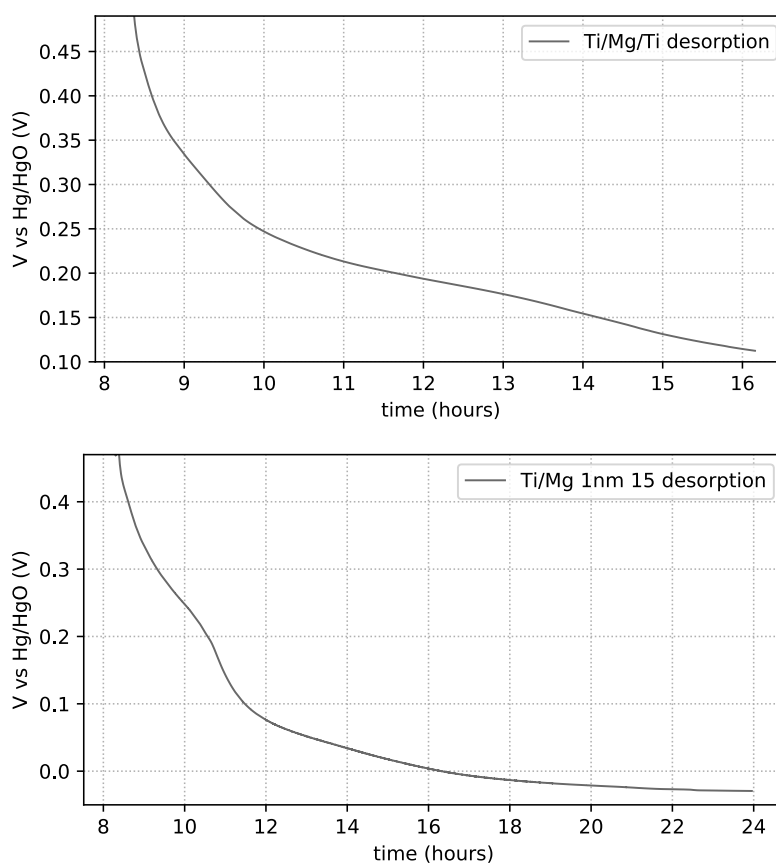 0.45
0.40
0.35
0.30
0.25
0.20
0.15
0.10
V vs Hg/HgO (V)
Ti/Mg/Ti desorption
8 9 10 11 12 13 14 15 16
time (hours)
0.4
0.3
0.2
0.1
0.0
V vs Hg/HgO (V)
Ti/Mg 1nm 15 desorption
8 10 12 14 16 18 20 22 24
time (hours)